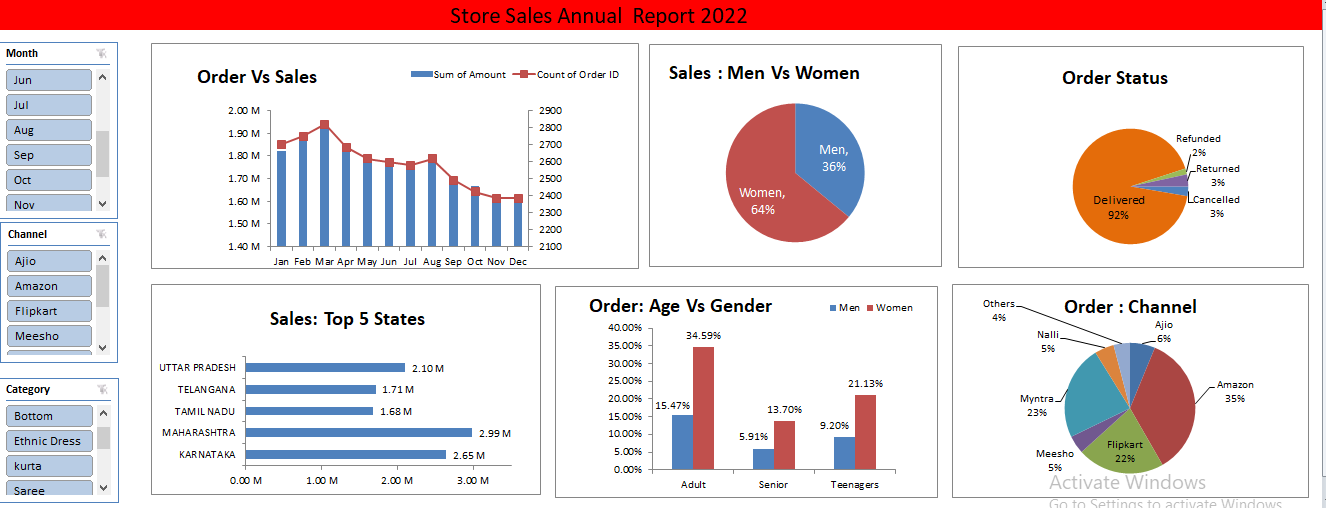 Store Sales Annual  Report 2022
Month
Jun
Jul
Aug
Sep
Oct
Nov
Channel
Ajio
Amazon
Flipkart
Meesho
Category
Bottom
Ethnic Dress
kurta
Saree
Order Vs Sales
Sum of Amount
Count of Order ID
2.00 M
1.90 M
1.80 M
1.70 M
1.60 M
1.50 M
1.40 M
2900
2800
2700
2600
2500
2400
2300
2200
2100
Jan Feb Mar Apr May Jun Jul Aug Sep Oct Nov Dec
Sales : Men Vs Women
Men,
36%
Women,
64%
Order Status
Refunded
2%
Returned
3%
Cancelled
3%
Delivered
92%
Sales: Top 5 States
UTTAR PRADESH 2.10 M
TELANGANA 1.71 M
TAMIL NADU 1.68 M
MAHARASHTRA 2.99 M
KARNATAKA 2.65 M
0.00 M 1.00 M 2.00 M 3.00 M
Order: Age Vs Gender
Men Women
40.00%
35.00%
30.00%
25.00%
20.00%
15.00%
10.00%
5.00%
0.00%
15.47% 34.59%
5.91% 13.70%
9.20% 21.13%
Adult Senior Teenagers
Order : Channel
Others
4%
Ajio
6%
Nalli
5%
Amazon
35%
Myntra
23%
Flipkart
22%
Meesho
5%
Activate Windows
Go to Settings to activate Windows